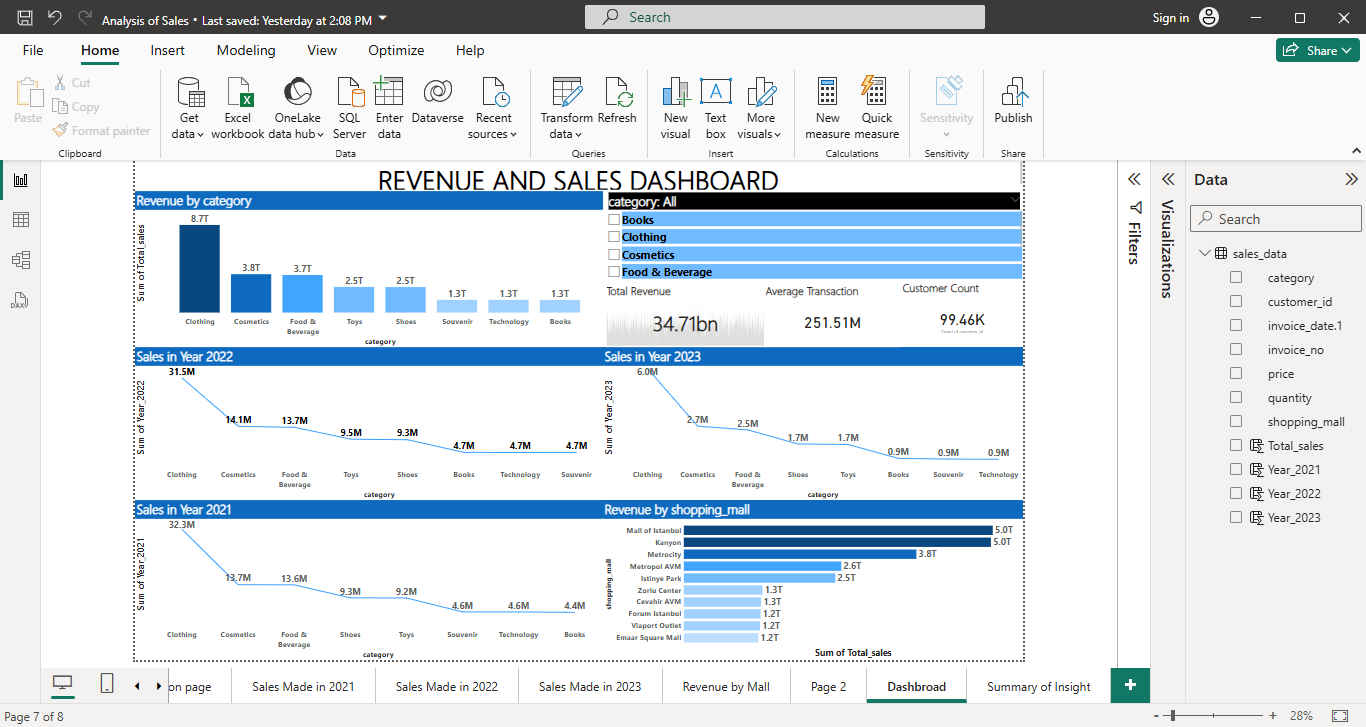 Analysis of Sales • Last saved: Yesterday at 2:08 PM
Search
Sign in
File Home Insert Modeling View Optimize Help
Share
Paste
Cut
Copy
Format painter
Clipboard
Get data
Excel workbook
OneLake data hub
SQL Server
Enter data
Dataverse
Recent sources
Data
Transform data
Refresh
Queries
New visual
Text box
More visuals
Insert
New measure
Quick measure
Calculations
Sensitivity
Sensitivity
Publish
Share
REVENUE AND SALES DASHBOARD
Revenue by category
Sum of Total_sales
8.7T 3.8T 3.7T 2.5T 2.5T 1.3T 1.3T 1.3T
Clothing Cosmetics Food & Beverage Toys Shoes Souvenir Technology Books
category
category: All
Books
Clothing
Cosmetics
Food & Beverage
Total Revenue
34.71bn
Average Transaction
251.51M
Customer Count
99.46K
Count of customer_id
Sales in Year 2022
Sum of Year_2022
31.5M 14.1M 13.7M 9.5M 9.3M 4.7M 4.7M 4.7M
Clothing Cosmetics Food & Beverage Toys Shoes Books Technology Souvenir
category
Sales in Year 2023
Sum of Year_2023
6.0M 2.7M 2.5M 1.7M 1.7M 0.9M 0.9M 0.9M
Clothing Cosmetics Food & Beverage Shoes Toys Books Souvenir Technology
category
Sales in Year 2021
Sum of Year_2021
32.3M 13.7M 13.6M 9.3M 9.2M 4.6M 4.6M 4.4M
Clothing Cosmetics Food & Beverage Shoes Toys Souvenir Technology Books
category
Revenue by shopping_mall
shopping_mall
Mall of Istanbul 5.0T
Kanyon 5.0T
Metrocity 3.8T
Metropol AVM 2.6T
Istinye Park 2.5T
Zorlu Center 1.3T
Cevahir AVM 1.3T
Forum Istanbul 1.2T
Viaport Outlet 1.2T
Emaar Square Mall 1.2T
Sum of Total_sales
Filters
Visualizations
Data
Search
sales_data
category
customer_id
invoice_date.1
invoice_no
price
quantity
shopping_mall
Total_sales
Year_2021
Year_2022
Year_2023
on page
Sales Made in 2021
Sales Made in 2022
Sales Made in 2023
Revenue by Mall
Page 2
Dashbroad
Summary of Insight
+
Page 7 of 8
- + 28%